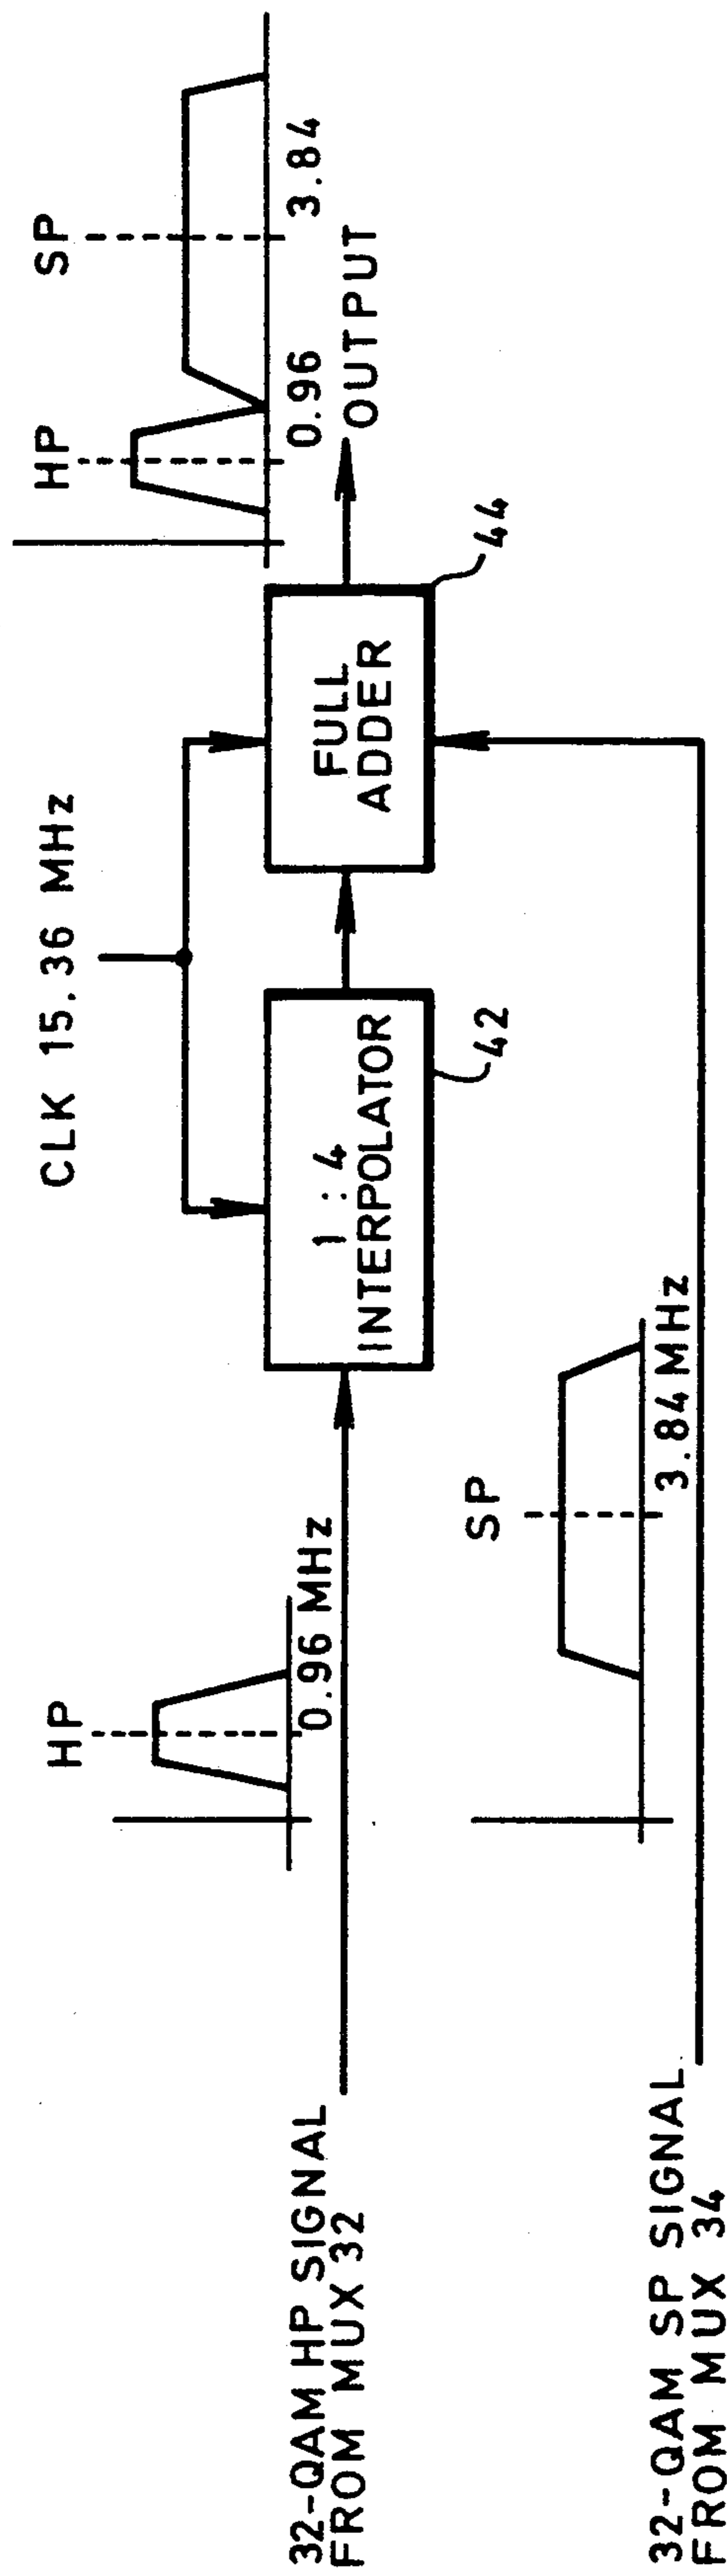 CLK 15.36 MHz
HP
SP
0.96
3.84
OUTPUT
HP
0.96 MHz
1 : 4
INTERPOLATOR
42
FULL
ADDER
44
32-QAM HP SIGNAL
FROM MUX 32
SP
3.84 MHz
32-QAM SP SIGNAL
FROM MUX 34